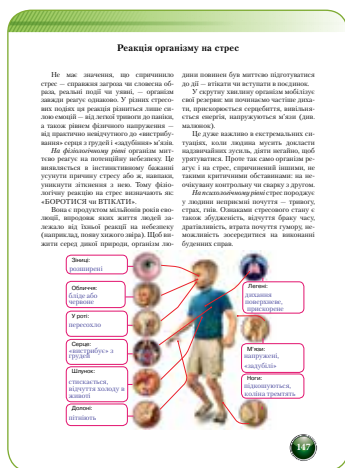 Реакція організму на стрес
Не має значення, що спричинило
стрес — справжня загроза чи словесна об-
раза, реальні події чи уявні, — організм
завжди реагує однаково. У різних стресо-
вих подіях ця реакція різниться лише си-
лою емоцій — від легкої тривоги до паніки,
а також рівнем фізичного напруження —
від практично невідчутного до «вистрибу-
вання» серця з грудей і «задубіння» м'язів.
На фізіологічному рівні організм мит-
тєво реагує на потенційну небезпеку. Це
виявляється в інстинктивному бажанні
усунути причину стресу або ж, навпаки,
уникнути зіткнення з нею. Тому фізіо-
логічну реакцію на стрес визначають як:
«БОРОТИСЯ чи ВТІКАТИ».
Вона є продуктом мільйонів років ево-
люції, впродовж яких життя людей за-
лежало від їхньої реакції на небезпеку
(наприклад, появу хижого звіра). Щоб ви-
жити серед дикої природи, організм лю-
дини повинен був миттєво підготуватися
до дії — втікати чи вступати в поєдинок.
У скрутну хвилину організм мобілізує
свої резерви: ми починаємо частіше диха-
ти, прискорюється серцебиття, вивільня-
ється енергія, напружуються м'язи (див.
малюнок).
Це дуже важливо в екстремальних си-
туаціях, коли людина мусить докласти
надзвичайних зусиль, діяти негайно, щоб
урятуватися. Проте так само організм ре-
агує і на стрес, спричинений іншими, не
такими критичними обставинами: на не-
очікувану контрольну чи сварку з другом.
На психологічному рівні стрес породжує
у людини неприємні почуття — тривогу,
страх, гнів. Ознаками стресового стану є
також збудженість, відчуття браку часу,
дратівливість, втрата почуття гумору, не-
можливість зосередитися на виконанні
буденних справ.
Зіниці:
розширені
Обличчя:
бліде або
червоне
У роті:
пересохло
Серце:
«вистрибує» з
грудей
Шлунок:
стискається,
відчуття холоду в
животі
Долоні:
пітніють
Легені:
дихання
поверхневе,
прискорене
М'язи:
напружені,
«задубілі»
Ноги:
підкошуються,
коліна тремтять
147